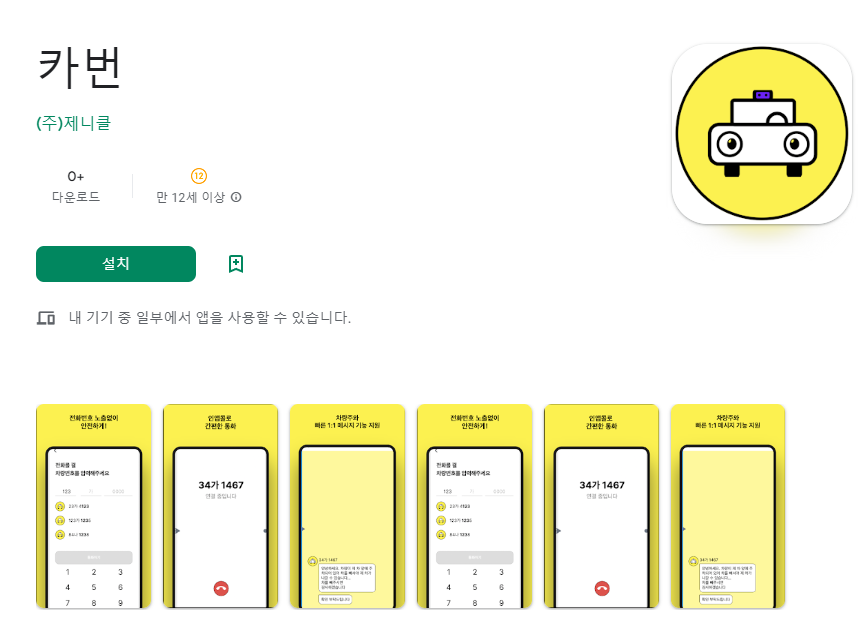 카번
(주)제니클
0+
다운로드
12
만 12세 이상
설치
내 기기 중 일부에서 앱을 사용할 수 있습니다.
전화번호 노출없이
안전하게!
전화를 걸
차량번호를 입력해주세요
123 가
1 2 3
4 5 6
7 8 9
인앱콜로
간편한 통화
34가 1467
연결 중입니다
차량주와
빠른 1:1 메시지 기능 지원
34가 1467
전화번호 노출없이
안전하게!
전화를 걸
차량번호를 입력해주세요
123 가
1 2 3
4 5 6
7 8 9
인앱콜로
간편한 통화
34가 1467
연결 중입니다
차량주와
빠른 1:1 메시지 기능 지원
34가 1467